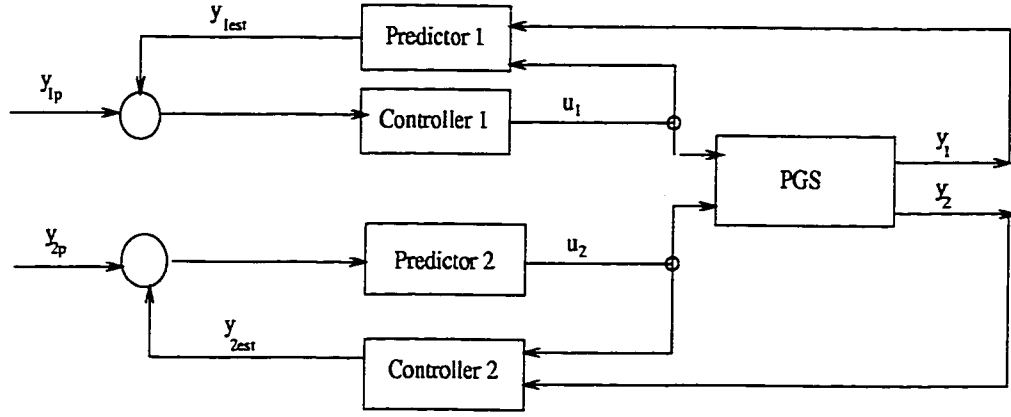 y1est
Predictor 1
y1p
Controller 1
u1
PGS
y1
y2
y2p
Predictor 2
u2
y2est
Controller 2